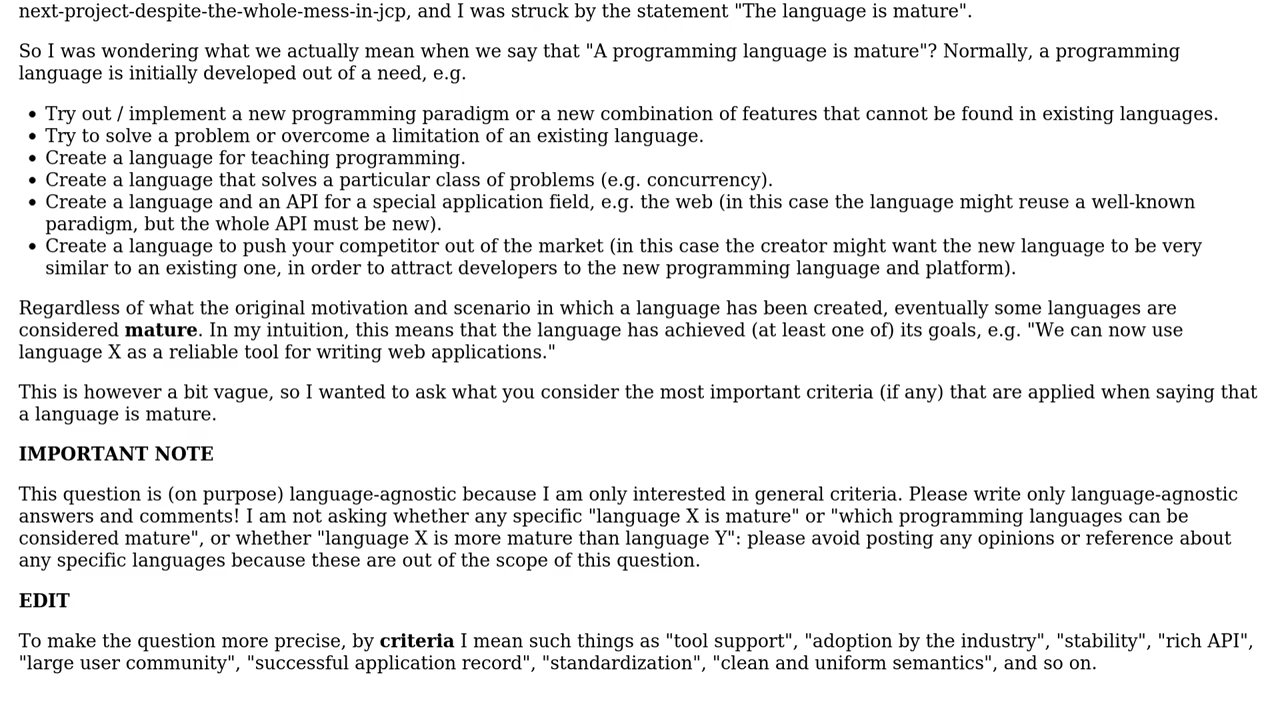 next-project-despite-the-whole-mess-in-jcp, and I was struck by the statement "The language is mature".
So I was wondering what we actually mean when we say that "A programming language is mature"? Normally, a programming
language is initially developed out of a need, e.g.
• Try out / implement a new programming paradigm or a new combination of features that cannot be found in existing languages.
• Try to solve a problem or overcome a limitation of an existing language.
• Create a language for teaching programming.
• Create a language that solves a particular class of problems (e.g. concurrency).
• Create a language and an API for a special application field, e.g. the web (in this case the language might reuse a well-known
paradigm, but the whole API must be new).
• Create a language to push your competitor out of the market (in this case the creator might want the new language to be very
similar to an existing one, in order to attract developers to the new programming language and platform).
Regardless of what the original motivation and scenario in which a language has been created, eventually some languages are
considered mature. In my intuition, this means that the language has achieved (at least one of) its goals, e.g. "We can now use
language X as a reliable tool for writing web applications."
This is however a bit vague, so I wanted to ask what you consider the most important criteria (if any) that are applied when saying that
a language is mature.
IMPORTANT NOTE
This question is (on purpose) language-agnostic because I am only interested in general criteria. Please write only language-agnostic
answers and comments! I am not asking whether any specific "language X is mature" or "which programming languages can be
considered mature", or whether "language X is more mature than language Y": please avoid posting any opinions or reference about
any specific languages because these are out of the scope of this question.
EDIT
To make the question more precise, by criteria I mean such things as "tool support", "adoption by the industry", "stability", "rich API",
"large user community", "successful application record", "standardization", "clean and uniform semantics", and so on.